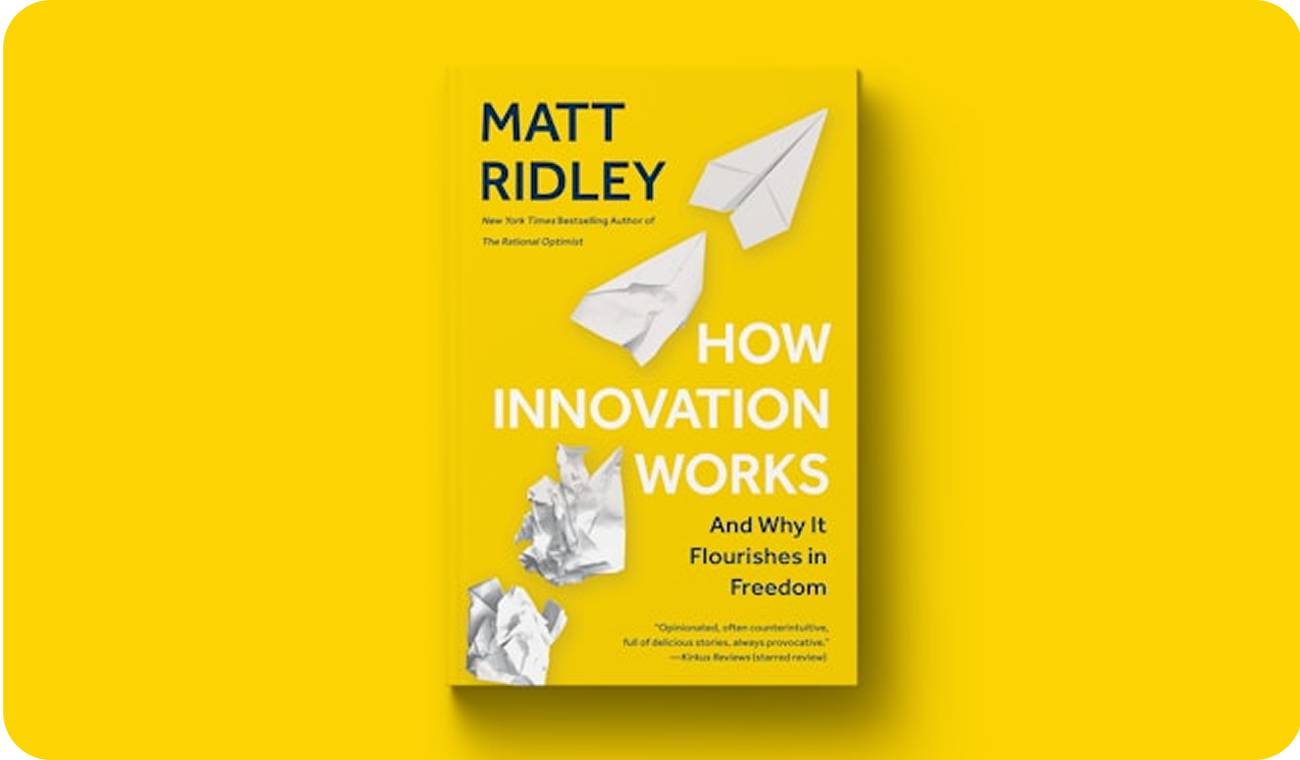 MATT
RIDLEY
New York Times Bestselling Author of
The Rational Optimist
HOW
INNOVATION
WORKS
And Why It
Flourishes in
Freedom
"Opinionated, often counterintuitive,
full of delicious stories, always provocative."
—Kirkus Reviews (starred review)